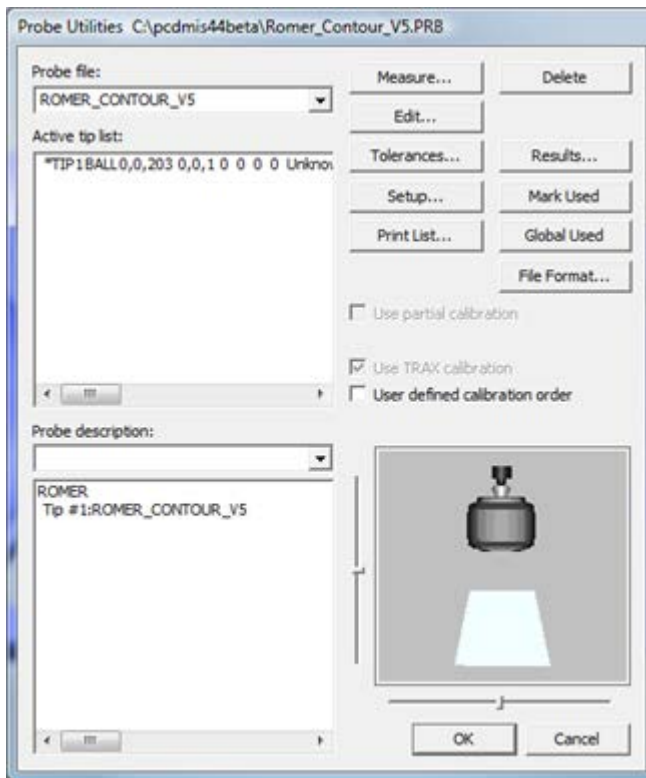 Probe Utilities C:\pcdmis44beta\Romer_Contour_V5.PRB
Probe file:
ROMER_CONTOUR_V5
Active tip list:
*TIP1BALL0,0,203 0,0,1 0 0 0 0
Measure...
Delete
Edit...
Tolerances...
Results...
Setup...
Mark Used
Print List...
Global Used
File Format...
Use partial calibration
Use TRAX calibration
User defined calibration order
Probe description:
ROMER
Tip #1:ROMER_CONTOUR_V5
OK
Cancel